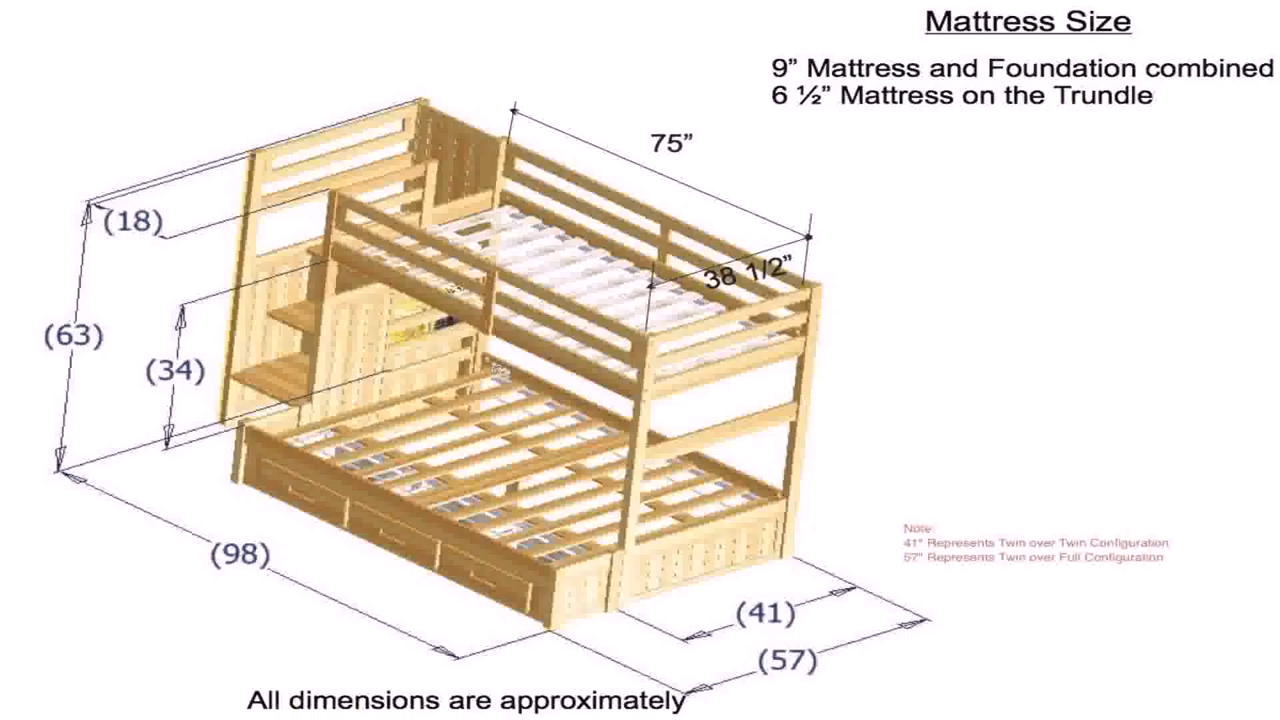 Mattress Size
9” Mattress and Foundation combined
6 ½” Mattress on the Trundle
75”
(18)
38 1/2”
(63)
(34)
Note:
41" Represents Twin over Twin Configuration
57" Represents Twin over Full Configuration
(98)
(41)
(57)
All dimensions are approximately